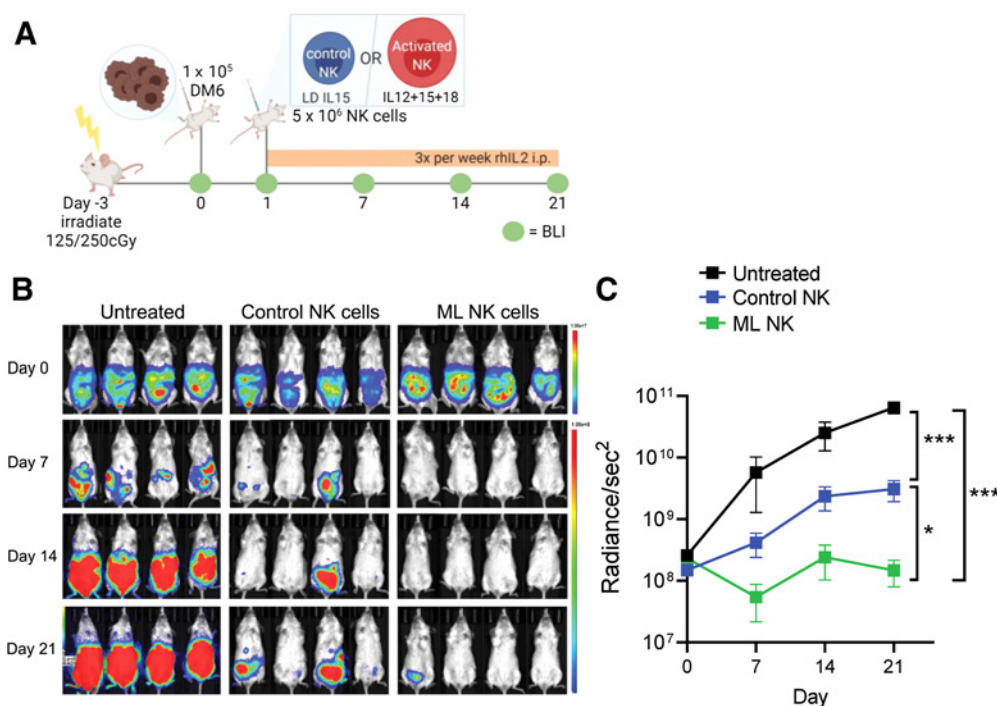 A
1 x 10⁵
DM6
control
NK
OR
Activated
NK
LD IL15
IL12+15+18
5 x 10⁶ NK cells
3x per week rhIL2 i.p.
Day -3
irradiate
125/250cGy
0
1
7
14
21
= BLI
B
Untreated
Control NK cells
ML NK cells
Day 0
Day 7
Day 14
Day 21
C
Untreated
Control NK
ML NK
Radiance/sec²
10¹¹
10¹⁰
10⁹
10⁸
10⁷
***
*
***
0
7
14
21
Day